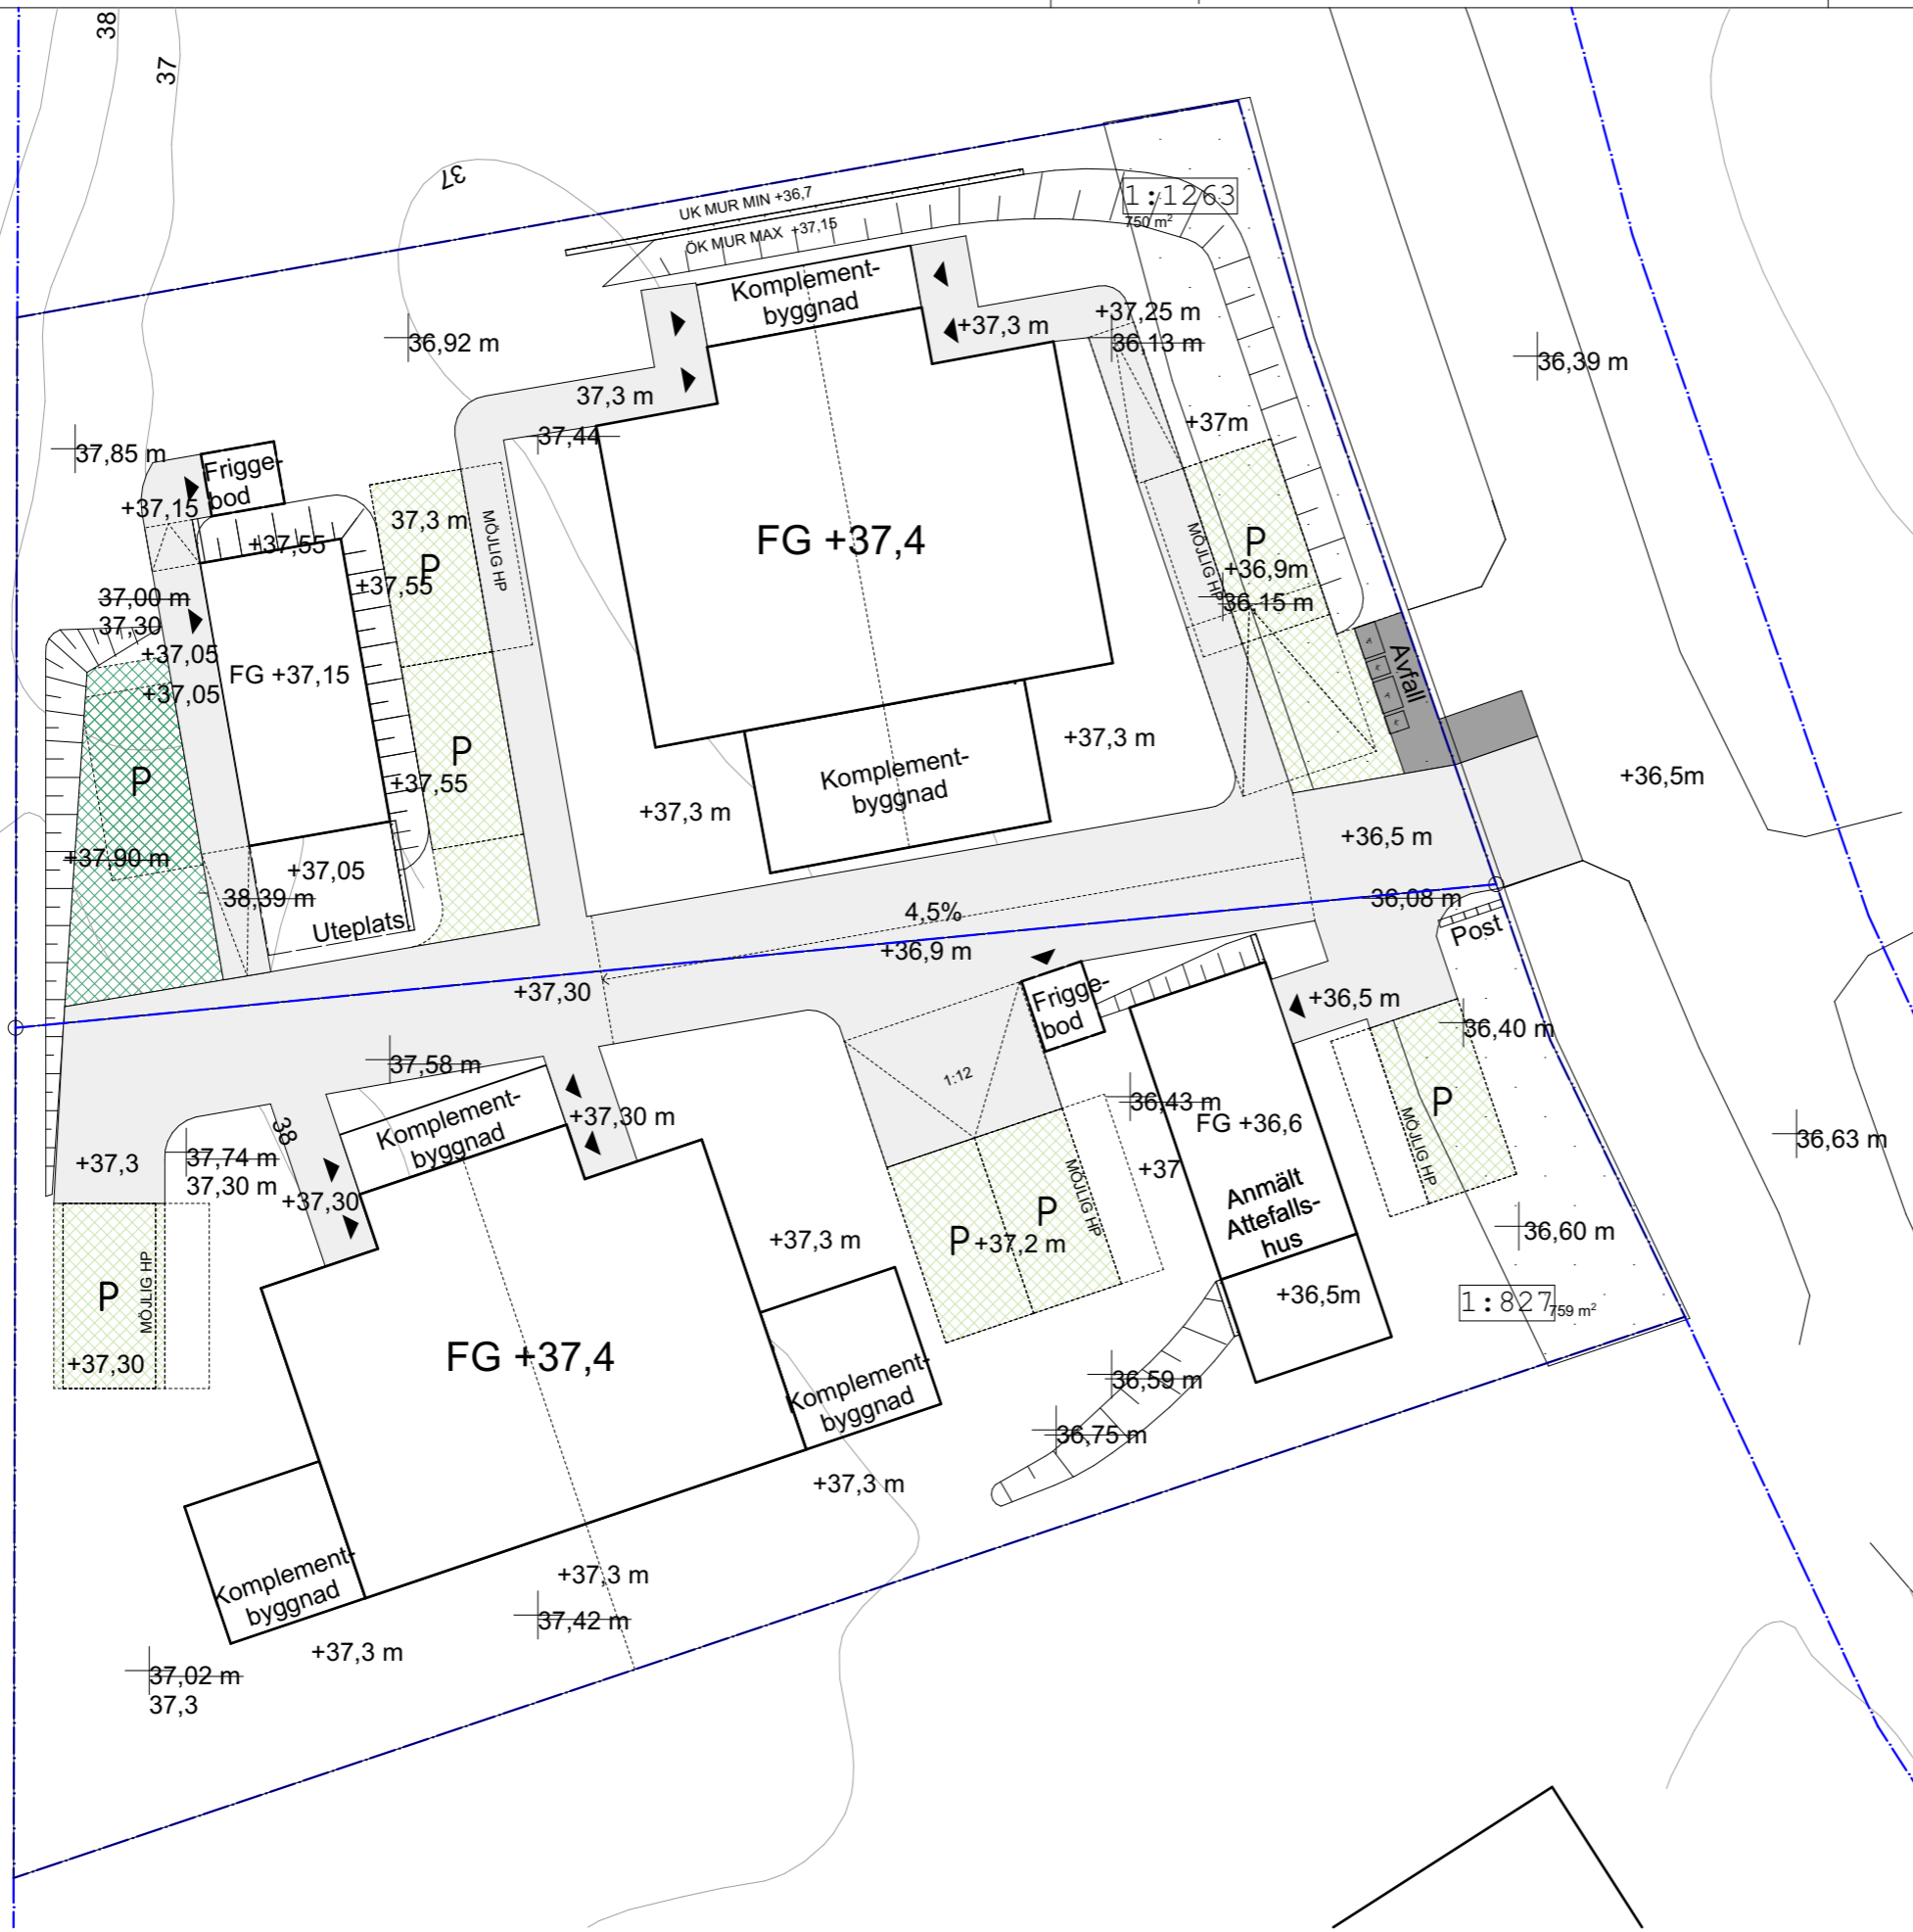 38
37
37
UK MUR MIN +36,7
ÖK MUR MAX +37,15
1:1263
750 m²
Komplement-
byggnad
+37,3 m
+37,25 m
36,13 m
36,92 m
36,39 m
37,3 m
+37m
37,44
37,85 m
Frigge-
bod
+37,15
37,3 m
MÖJLIG HP
P
+37,55
+37,55
FG +37,4
MÖJLIG HP
P
+36,9m
36,15 m
37,00 m
37,30
+37,05
FG +37,15
+37,05
Avfall
P
P
+37,55
+37,3 m
Komplement-
byggnad
+37,3 m
+36,5m
+36,5 m
+37,90 m
+37,05
38,39 m
Uteplats
4,5%
36,08 m
Post
+36,9 m
+37,30
Frigge-
bod
+36,5 m
36,40 m
37,58 m
1:12
36,43 m
FG +36,6
P
MÖJLIG HP
36,63 m
38
Komplement-
byggnad
+37,30 m
+37,3
37,74 m
37,30 m
+37,30
+37
MÖJLIG HP
Anmält
Attefalls-
hus
P
P
+37,2 m
+37,3 m
36,60 m
P
MÖJLIG HP
+37,30
+36,5m
1:827
759 m²
FG +37,4
Komplement-
byggnad
36,59 m
36,75 m
+37,3 m
Komplement-
byggnad
+37,3 m
37,42 m
+37,3 m
37,02 m
37,3